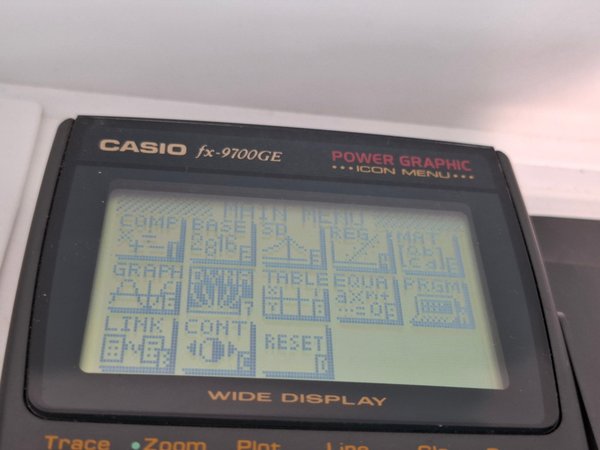 CASIO fx-9700GE POWER GRAPHIC
•••ICON MENU•••
MAIN MENU
COMP BASE SD REG MAT
GRAPH DYNA TABLE EQUA PRGM
LINK CONT RESET
WIDE DISPLAY
Trace •Zoom Plot Line